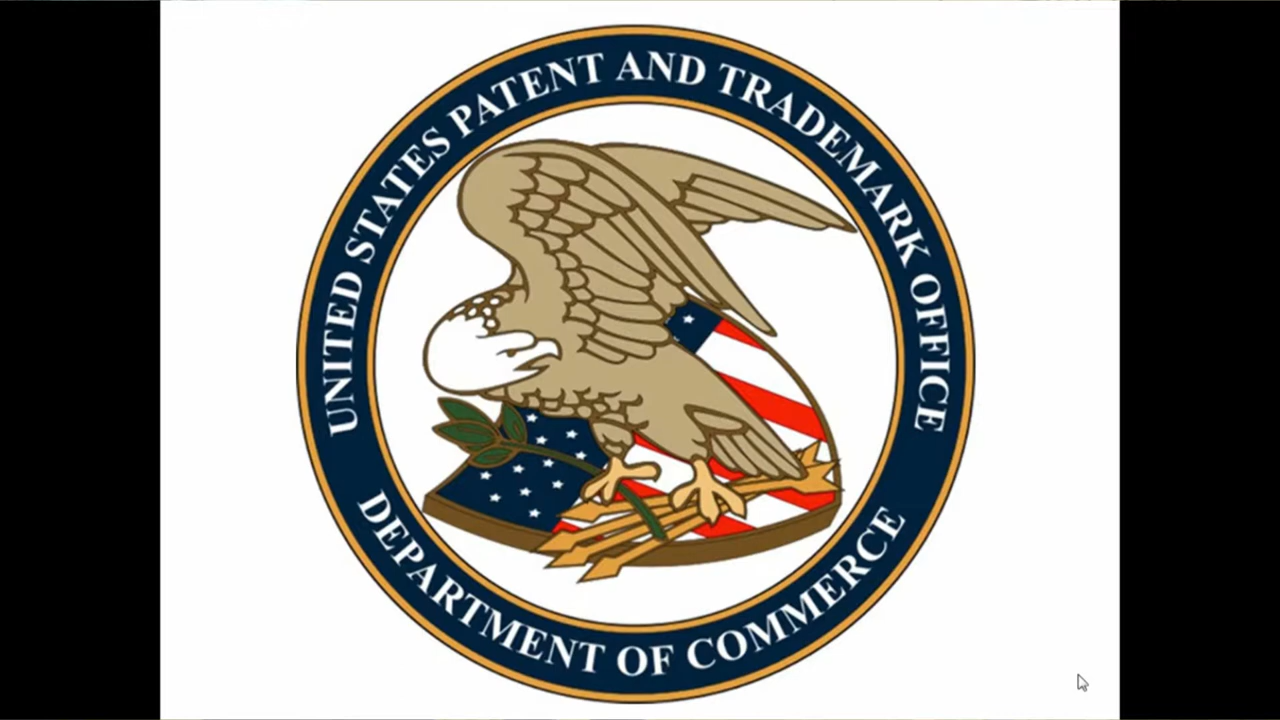 UNITED STATES PATENT AND TRADEMARK OFFICE
DEPARTMENT OF COMMERCE